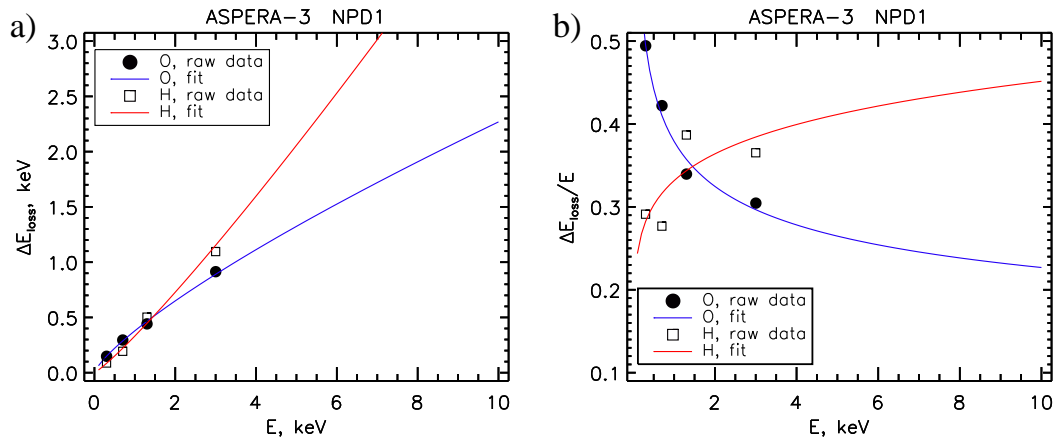 a)
ASPERA-3 NPD1
3.0
2.5
2.0
1.5
1.0
0.5
0.0
ΔE_loss, keV
O, raw data
O, fit
H, raw data
H, fit
0 2 4 6 8 10
E, keV
b)
ASPERA-3 NPD1
0.5
0.4
0.3
0.2
0.1
ΔE_loss/E
O, raw data
O, fit
H, raw data
H, fit
2 4 6 8 10
E, keV